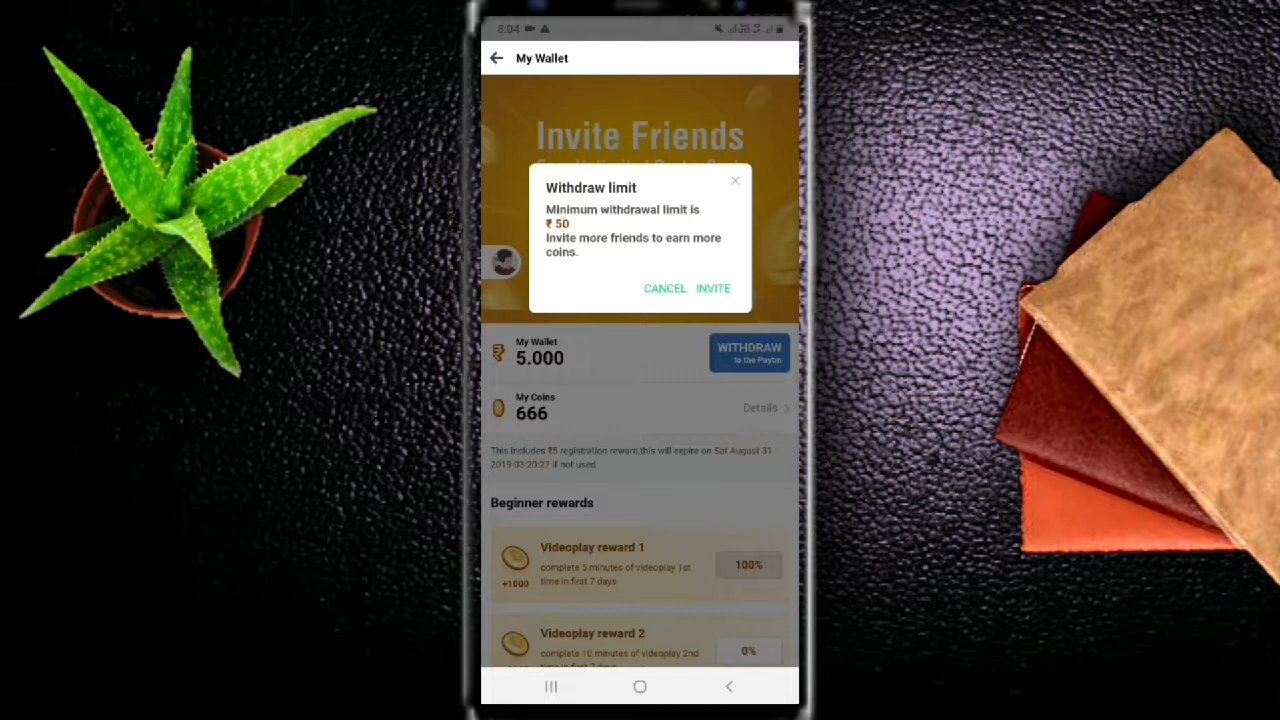 8:04
My Wallet
Invite Friends
Withdraw limit
Minimum withdrawal limit is
₹ 50
Invite more friends to earn more
coins.
CANCEL INVITE
My Wallet
5.000
WITHDRAW
to the Paytm
My Coins
666
Details
This includes ₹5 registration reward,this will expire on Sat August 31
2019 03:20:27 if not used
Beginner rewards
Videoplay reward 1
complete 5 minutes of videoplay 1st
time in first 7 days
+1000
100%
Videoplay reward 2
complete 10 minutes of videoplay 2nd
time in first 7 days
0%